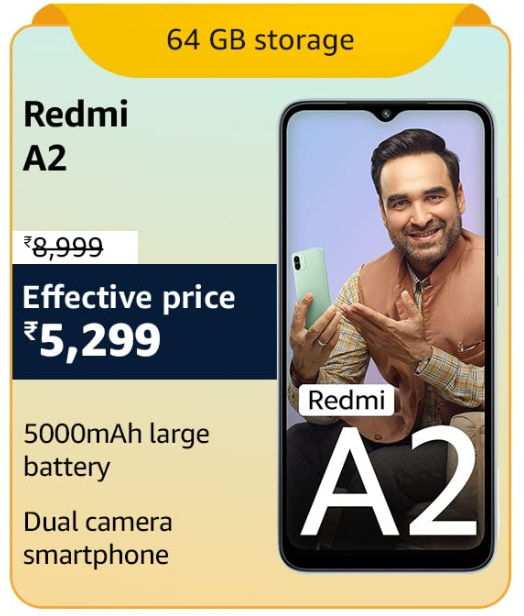 64 GB storage
Redmi
A2
₹8,999
Effective price
₹5,299
5000mAh large
battery
Dual camera
smartphone
Redmi
A2